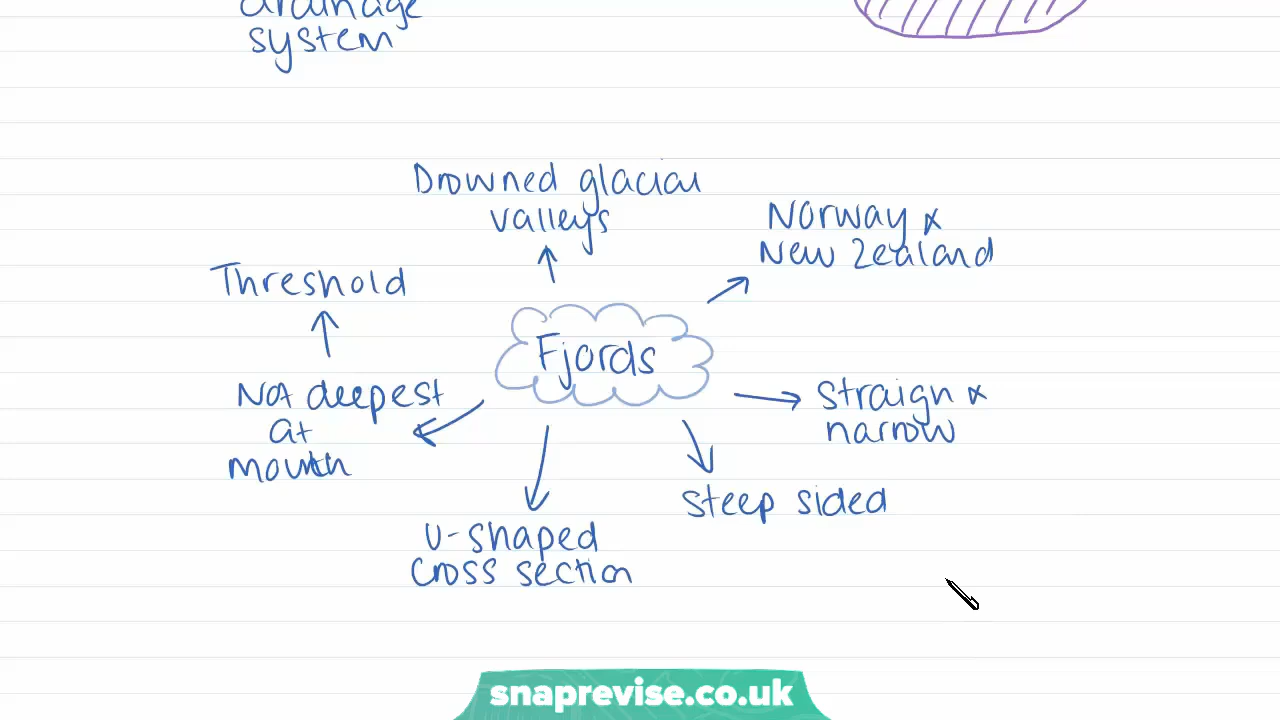 drainage
system
Drowned glacial
valleys
Norway &
New Zealand
Threshold
Fjords
Not deepest
at
mouth
straign &
narrow
steep sided
U-shaped
cross section
snaprevise.co.uk